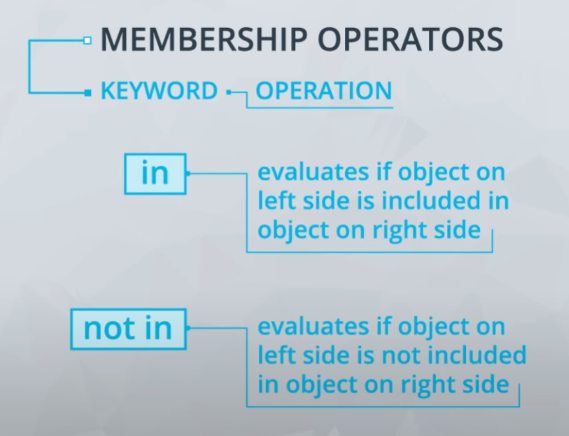 MEMBERSHIP OPERATORS
KEYWORD OPERATION
in
evaluates if object on
left side is included in
object on right side
not in
evaluates if object on
left side is not included
in object on right side